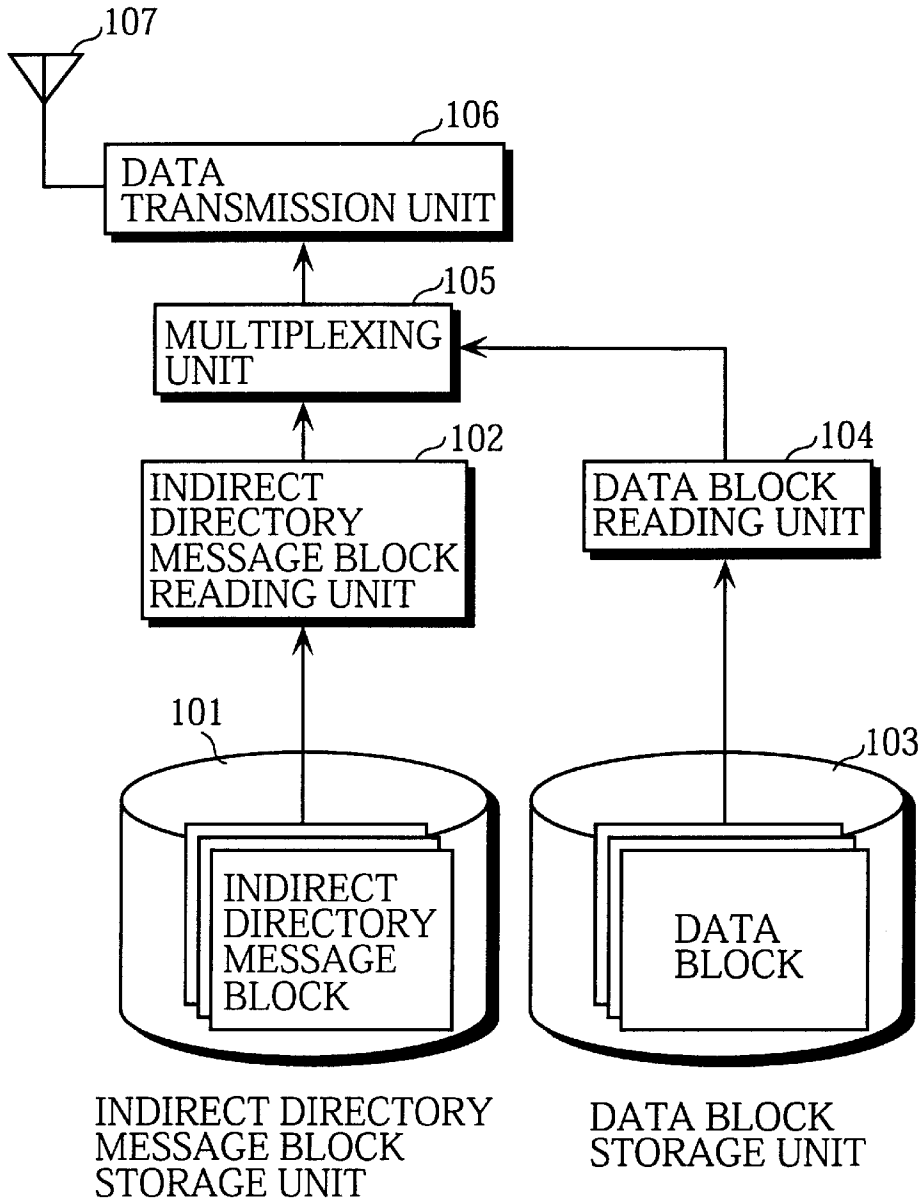 107
106
DATA
TRANSMISSION UNIT
105
MULTIPLEXING
UNIT
102
INDIRECT
DIRECTORY
MESSAGE BLOCK
READING UNIT
104
DATA BLOCK
READING UNIT
101
INDIRECT
DIRECTORY
MESSAGE
BLOCK
103
DATA
BLOCK
INDIRECT DIRECTORY
MESSAGE BLOCK
STORAGE UNIT
DATA BLOCK
STORAGE UNIT